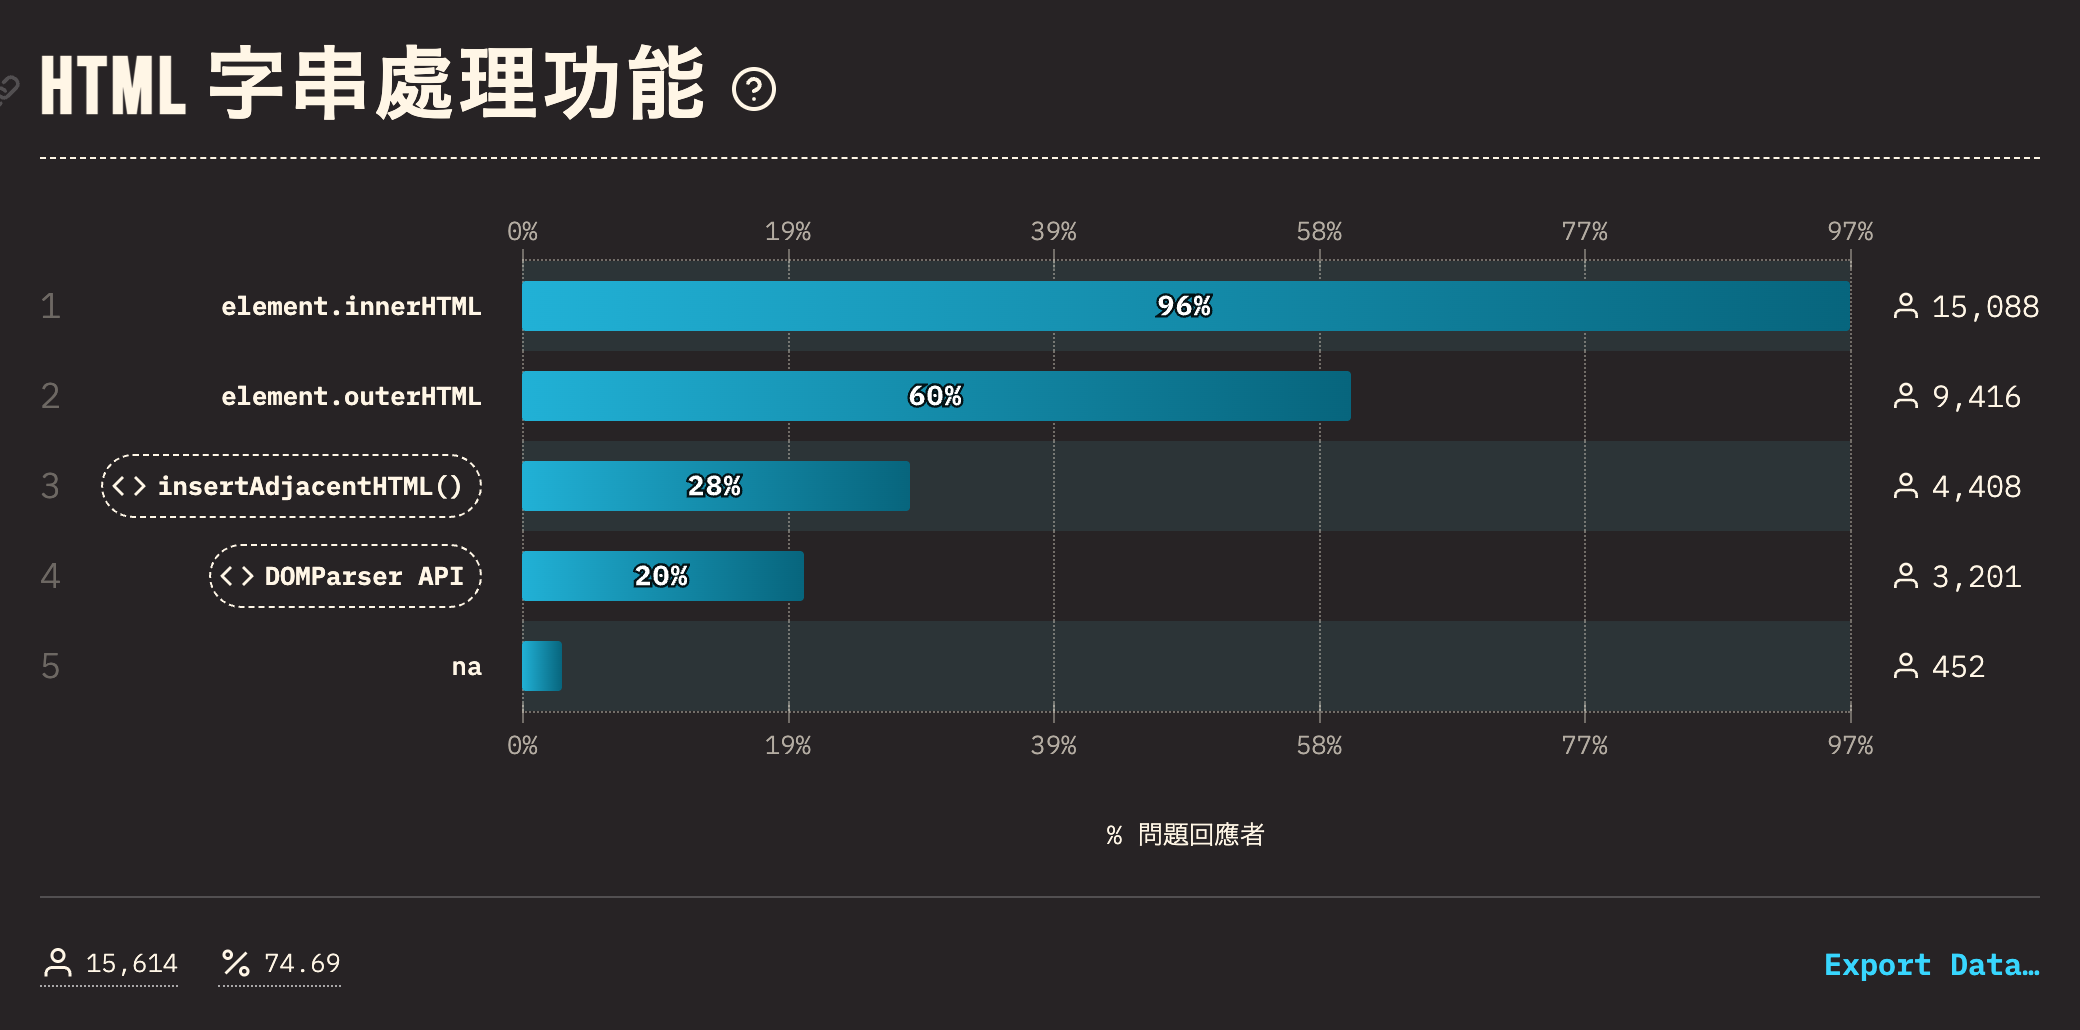 HTML 字串處理功能
0% 19% 39% 58% 77% 97%
1 element.innerHTML 96% 15,088
2 element.outerHTML 60% 9,416
3 <> insertAdjacentHTML() 28% 4,408
4 <> DOMParser API 20% 3,201
5 na 452
0% 19% 39% 58% 77% 97%
% 問題回應者
15,614 % 74.69 Export Data…